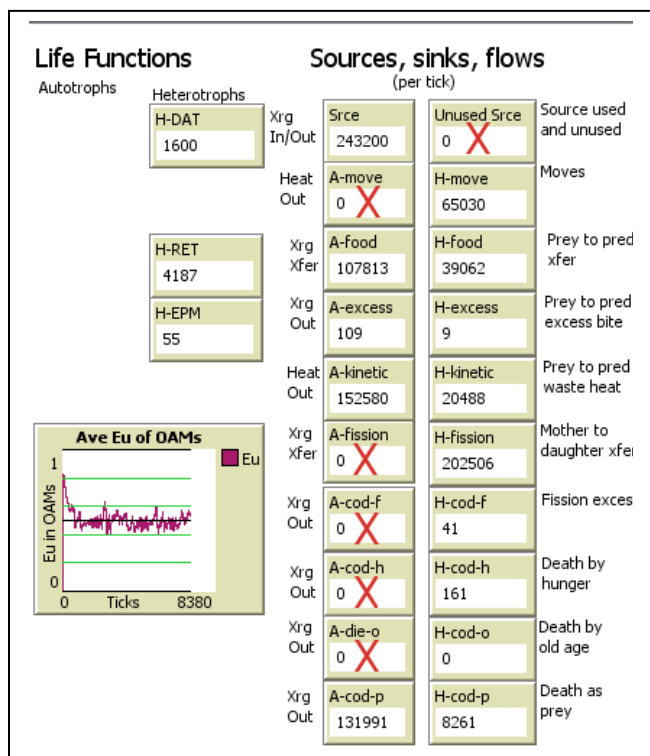 Life Functions
Sources, sinks, flows
(per tick)
Autotrophs
Heterotrophs
H-DAT
1600
Xrg
In/Out
Srce
243200
Unused Srce
0
Source used
and unused
Heat
Out
A-move
0
H-move
65030
Moves
H-RET
4187
Xrg
Xfer
A-food
107813
H-food
39062
Prey to pred
xfer
H-EPM
55
Xrg
Out
A-excess
109
H-excess
9
Prey to pred
excess bite
Heat
Out
A-kinetic
152580
H-kinetic
20488
Prey to pred
waste heat
Ave Eu of OAMs
1
Eu
Eu in OAMs
0
0
Ticks
8380
Xrg
Xfer
A-fission
0
H-fission
202506
Mother to
daughter xfe
Xrg
Out
A-cod-f
0
H-cod-f
41
Fission exces
Xrg
Out
A-cod-h
0
H-cod-h
161
Death by
hunger
Xrg
Out
A-die-o
0
H-cod-o
0
Death by
old age
Xrg
Out
A-cod-p
131991
H-cod-p
8261
Death as
prey